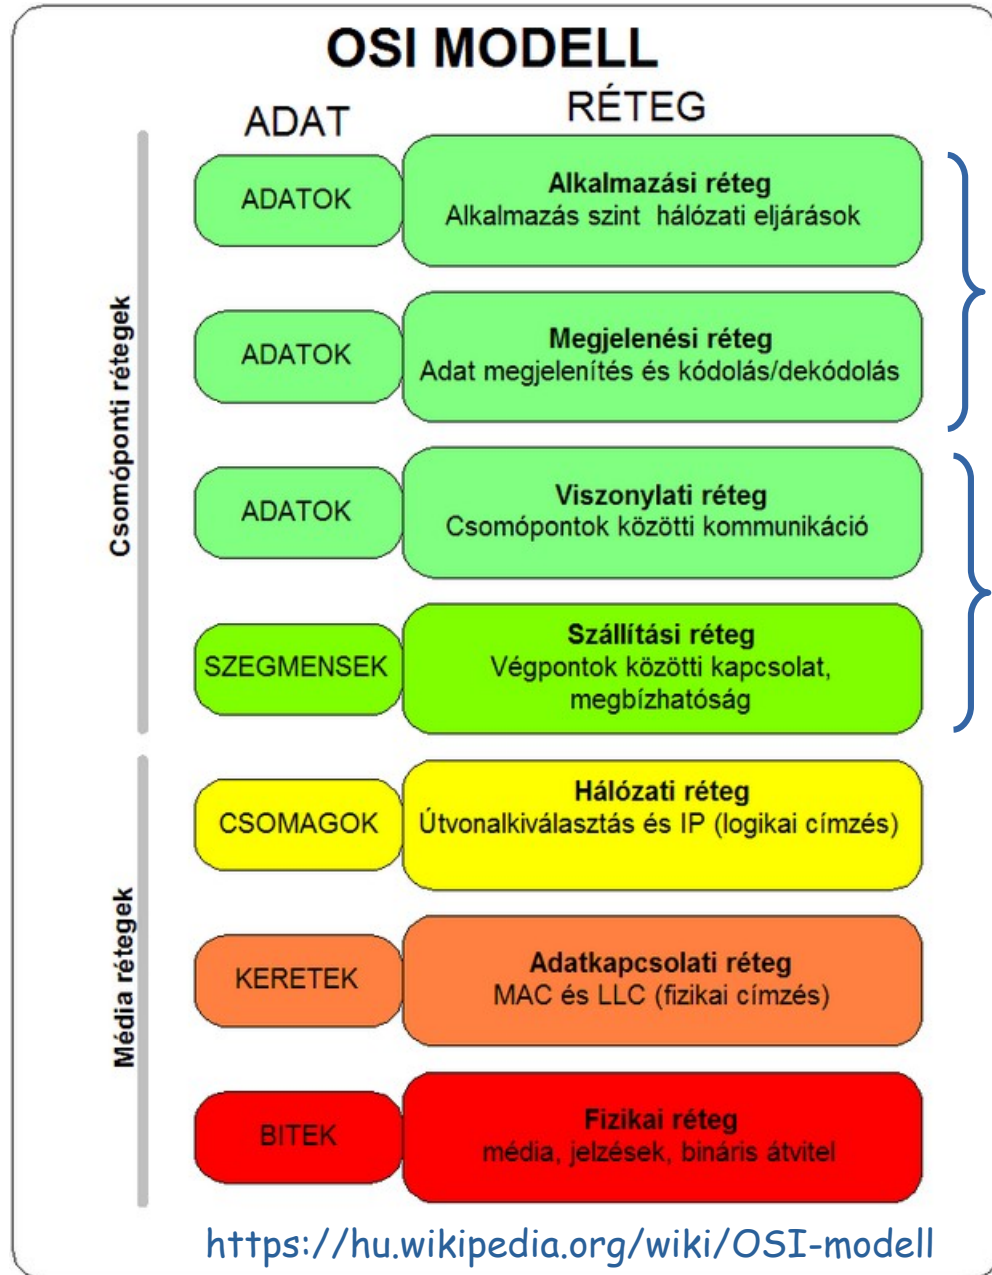 OSI MODELL
ADAT
RÉTEG
Csomóponti rétegek
ADATOK
Alkalmazási réteg
Alkalmazás szint hálózati eljárások
ADATOK
Megjelenési réteg
Adat megjelenítés és kódolás/dekódolás
ADATOK
Viszonylati réteg
Csomópontok közötti kommunikáció
SZEGMENSEK
Szállítási réteg
Végpontok közötti kapcsolat,
megbízhatóság
Média rétegek
CSOMAGOK
Hálózati réteg
Útvonalkiválasztás és IP (logikai címzés)
KERETEK
Adatkapcsolati réteg
MAC és LLC (fizikai címzés)
BITEK
Fizikai réteg
média, jelzések, bináris átvitel
https://hu.wikipedia.org/wiki/OSI-modell